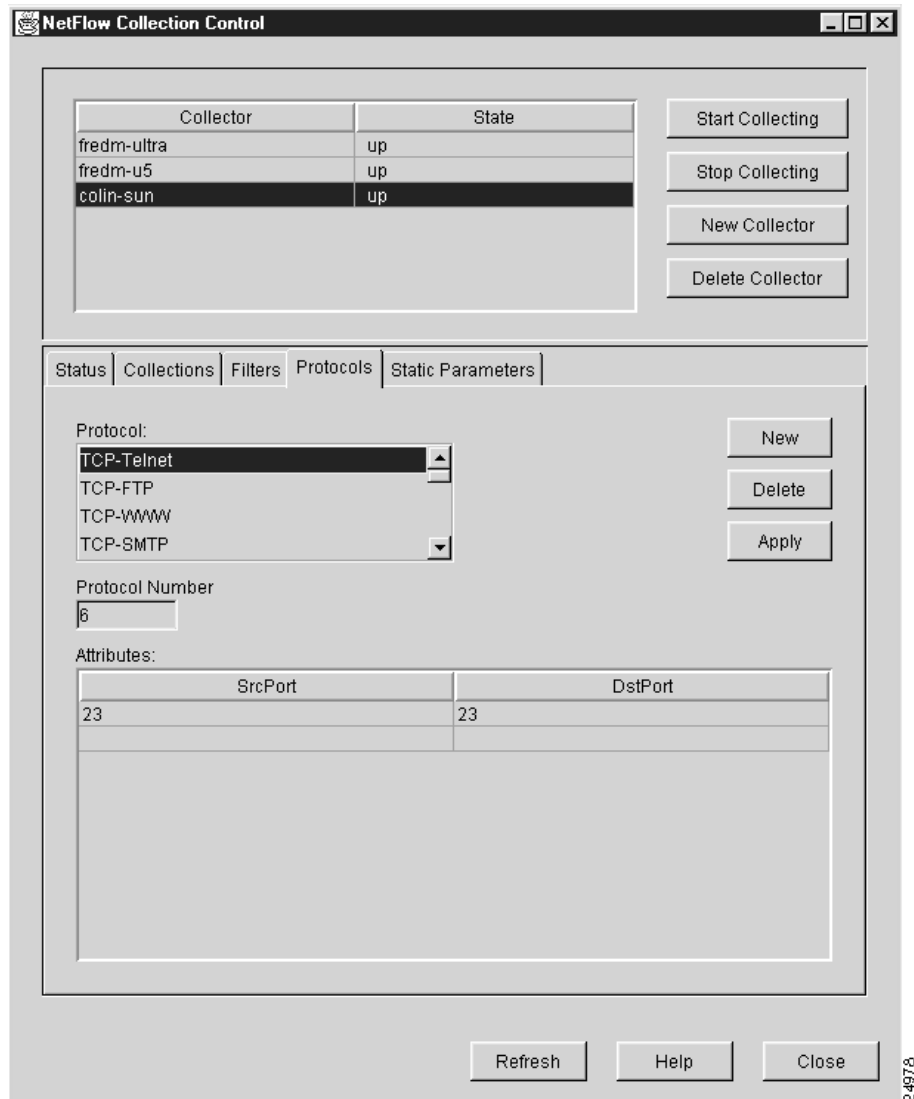 NetFlow Collection Control
Collector State
fredm-ultra up
fredm-u5 up
colin-sun up
Start Collecting
Stop Collecting
New Collector
Delete Collector
Status Collections Filters Protocols Static Parameters
Protocol:
TCP-Telnet
TCP-FTP
TCP-WWW
TCP-SMTP
New
Delete
Apply
Protocol Number
6
Attributes:
SrcPort DstPort
23 23
Refresh Help Close
24978